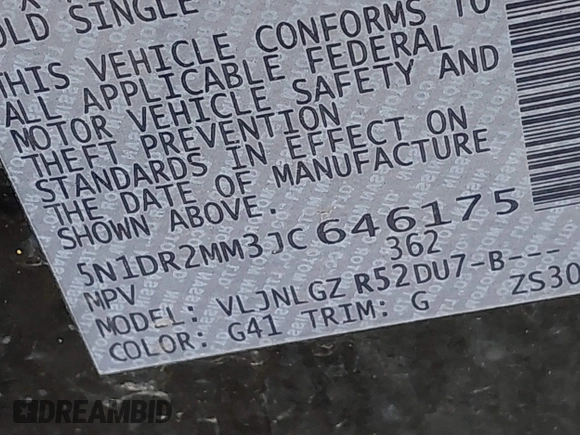 OLD SINGLE
THIS VEHICLE CONFORMS TO
ALL APPLICABLE FEDERAL
MOTOR VEHICLE SAFETY AND
THEFT PREVENTION
STANDARDS IN EFFECT ON
THE DATE OF MANUFACTURE
SHOWN ABOVE.
5N1DR2MM3JC646175
MPV 362
MODEL: VLJNLGZ R52DU7-B---
COLOR: G41 TRIM: G ZS30
DREAMBID